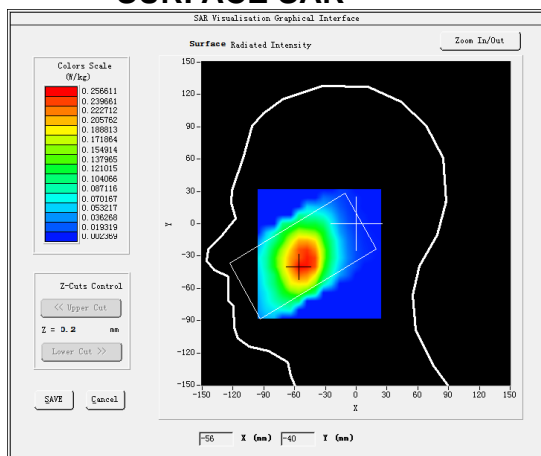 SURFACE SAR
SAR Visualisation Graphical Interface
Surface Radiated Intensity
Zoom In/Out
Colors Scale
(W/kg)
0.256611
0.239661
0.222712
0.205762
0.188813
0.171864
0.154914
0.137965
0.121015
0.104066
0.087116
0.070167
0.053217
0.036268
0.019319
0.002369
Z-Cuts Control
<< Upper Cut
Z = 0.2 mm
Lower Cut >>
SAVE Cancel
150
120
90
60
30
0
-30
-60
-90
-120
-150
Y
-150 -120 -90 -60 -30 0 30 60 90 120 150
X
-56 X (mm) -40 Y (mm)